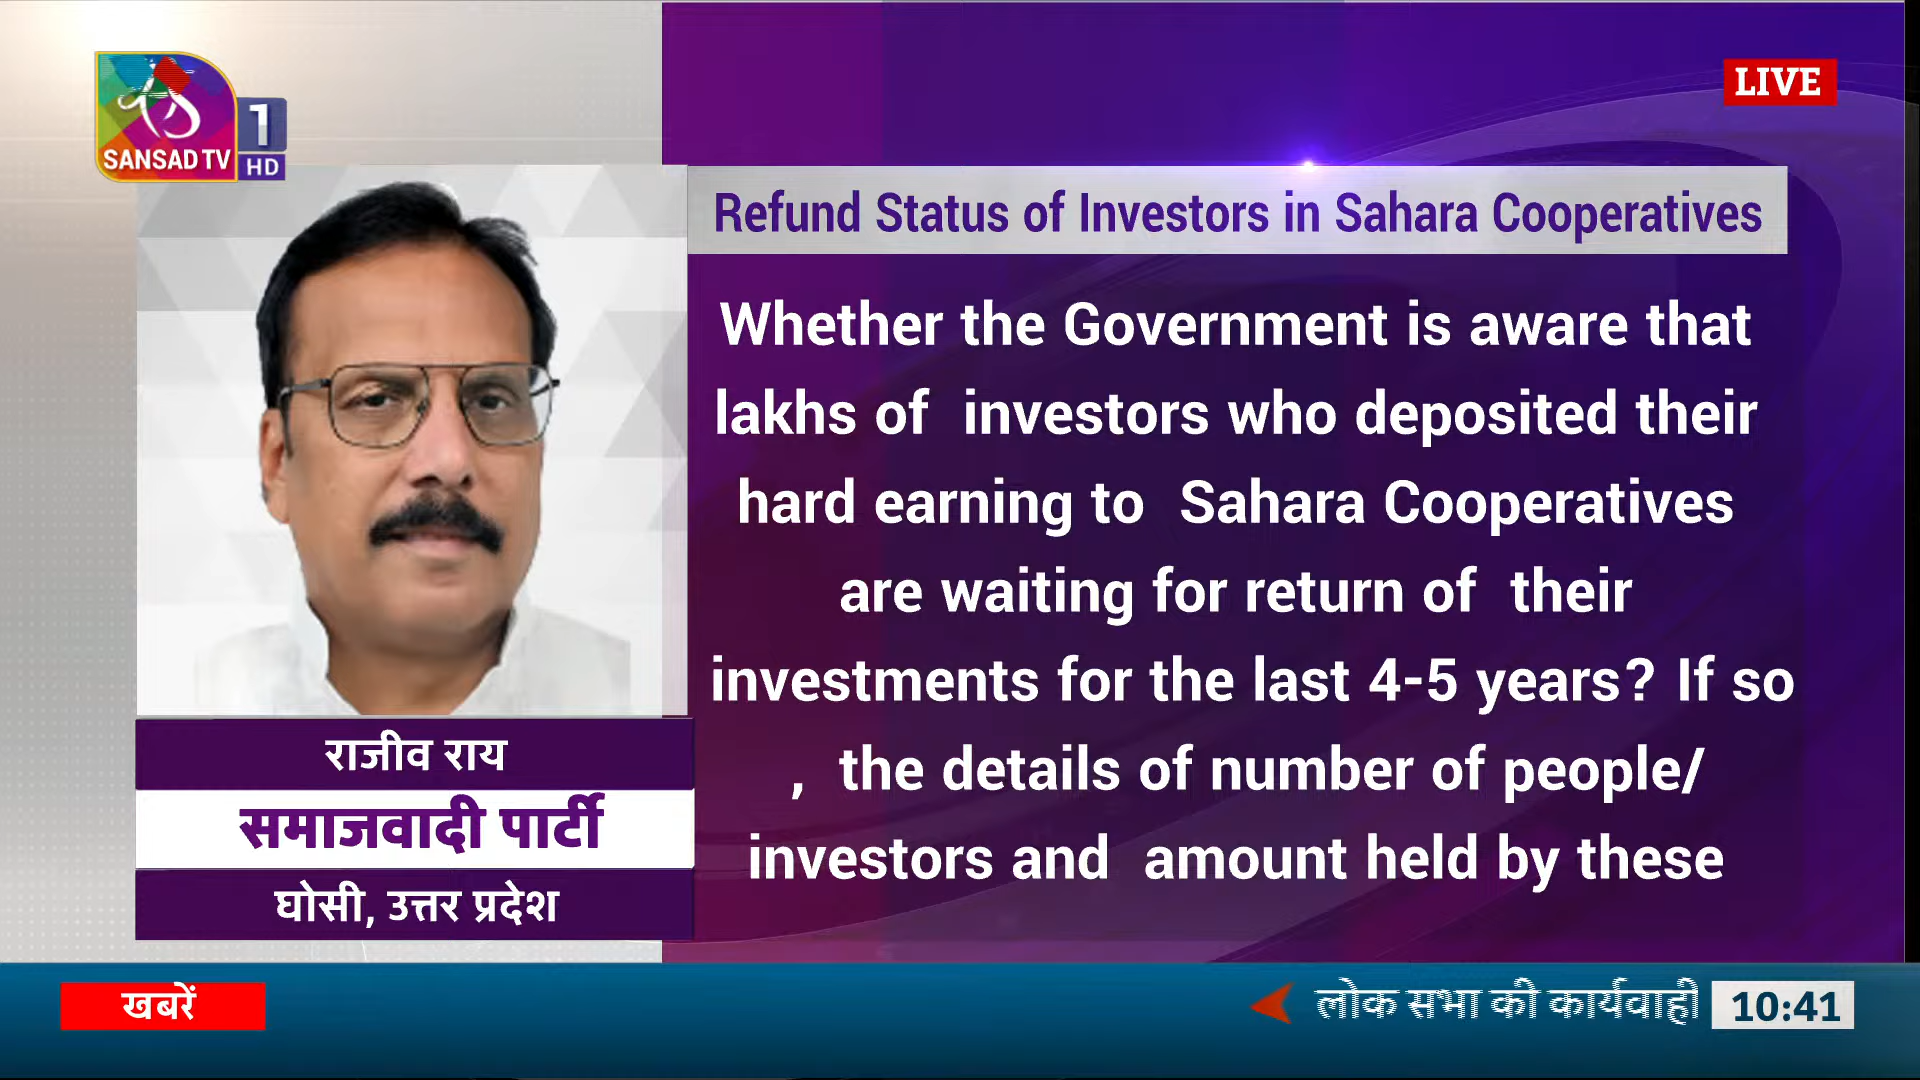 SANSAD TV
1
HD
LIVE
Refund Status of Investors in Sahara Cooperatives
Whether the Government is aware that
lakhs of investors who deposited their
hard earning to Sahara Cooperatives
are waiting for return of their
investments for the last 4-5 years? If so
, the details of number of people/
investors and amount held by these
राजीव राय
समाजवादी पार्टी
घोसी, उत्तर प्रदेश
खबरें
लोक सभा की कार्यवाही
10:41